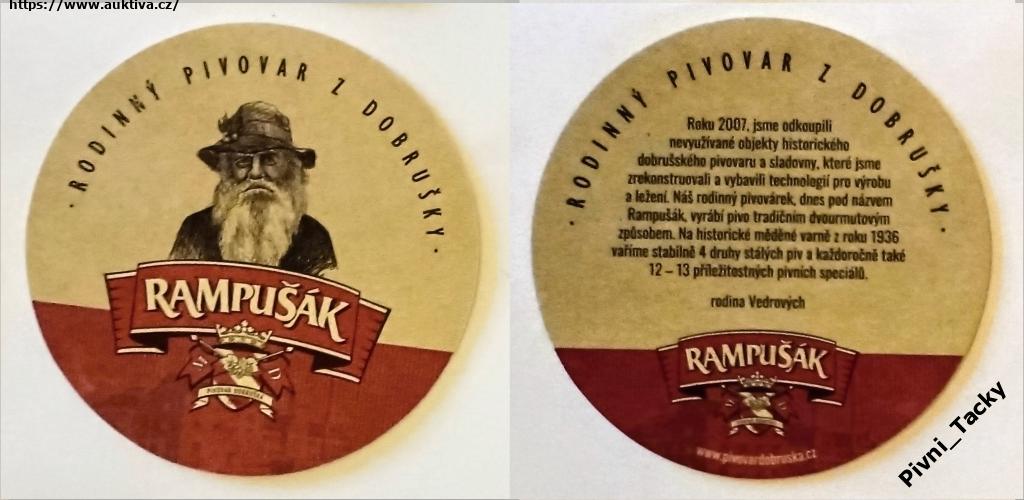 https://www.auktiva.cz/
· RODINNÝ PIVOVAR Z DOBRUŠKY ·
RAMPUŠÁK
M D
PIVOVAR DOBRUŠKA
· RODINNÝ PIVOVAR Z DOBRUŠKY ·
Roku 2007, jsme odkoupili
nevyužívané objekty historického
dobrušského pivovaru a sladovny, které jsme
zrekonstruovali a vybavili technologií pro výrobu
a ležení. Náš rodinný pivovárek, dnes pod názvem
Rampušák, vyrábí pivo tradičním dvourmutovým
způsobem. Na historické měděné varně z roku 1936
vaříme stabilně 4 druhy stálých piv a každoročně také
12 – 13 příležitostných pivních speciálů.
rodina Vedrových
RAMPUŠÁK
www.pivovardobruska.cz
Pivni_Tacky